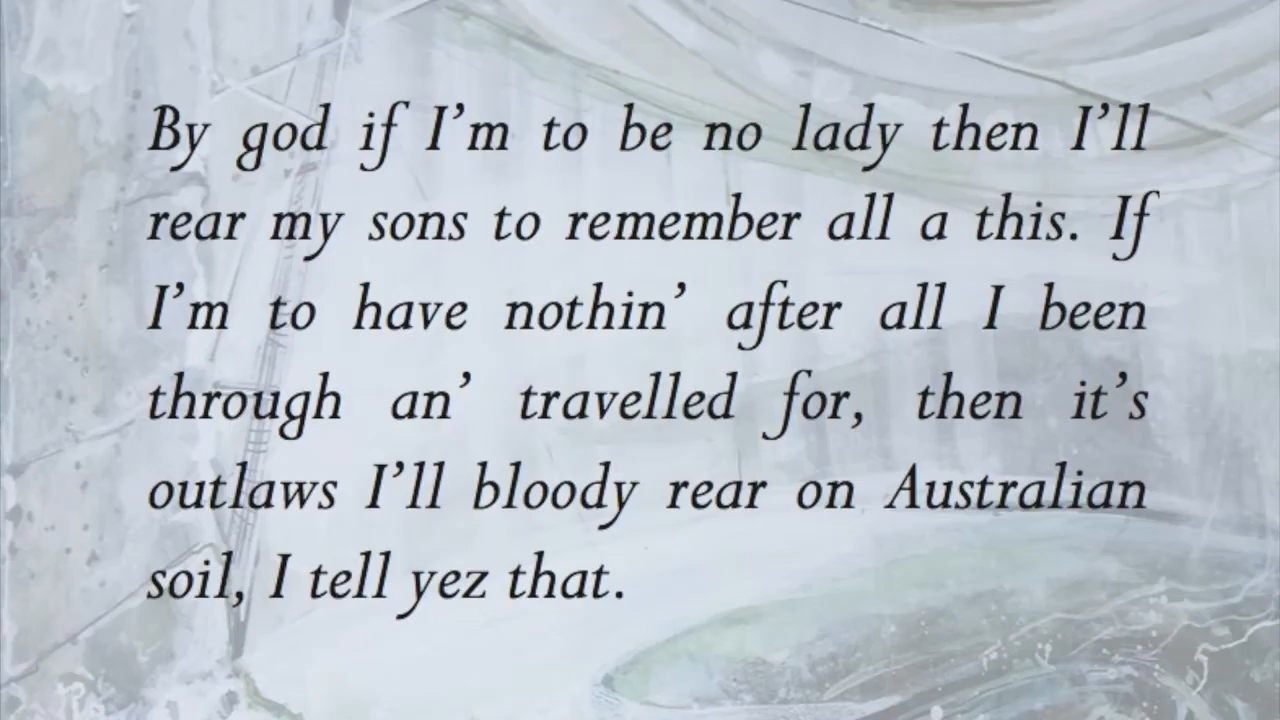 By god if I’m to be no lady then I’ll
rear my sons to remember all a this. If
I’m to have nothin’ after all I been
through an’ travelled for, then it’s
outlaws I’ll bloody rear on Australian
soil, I tell yez that.